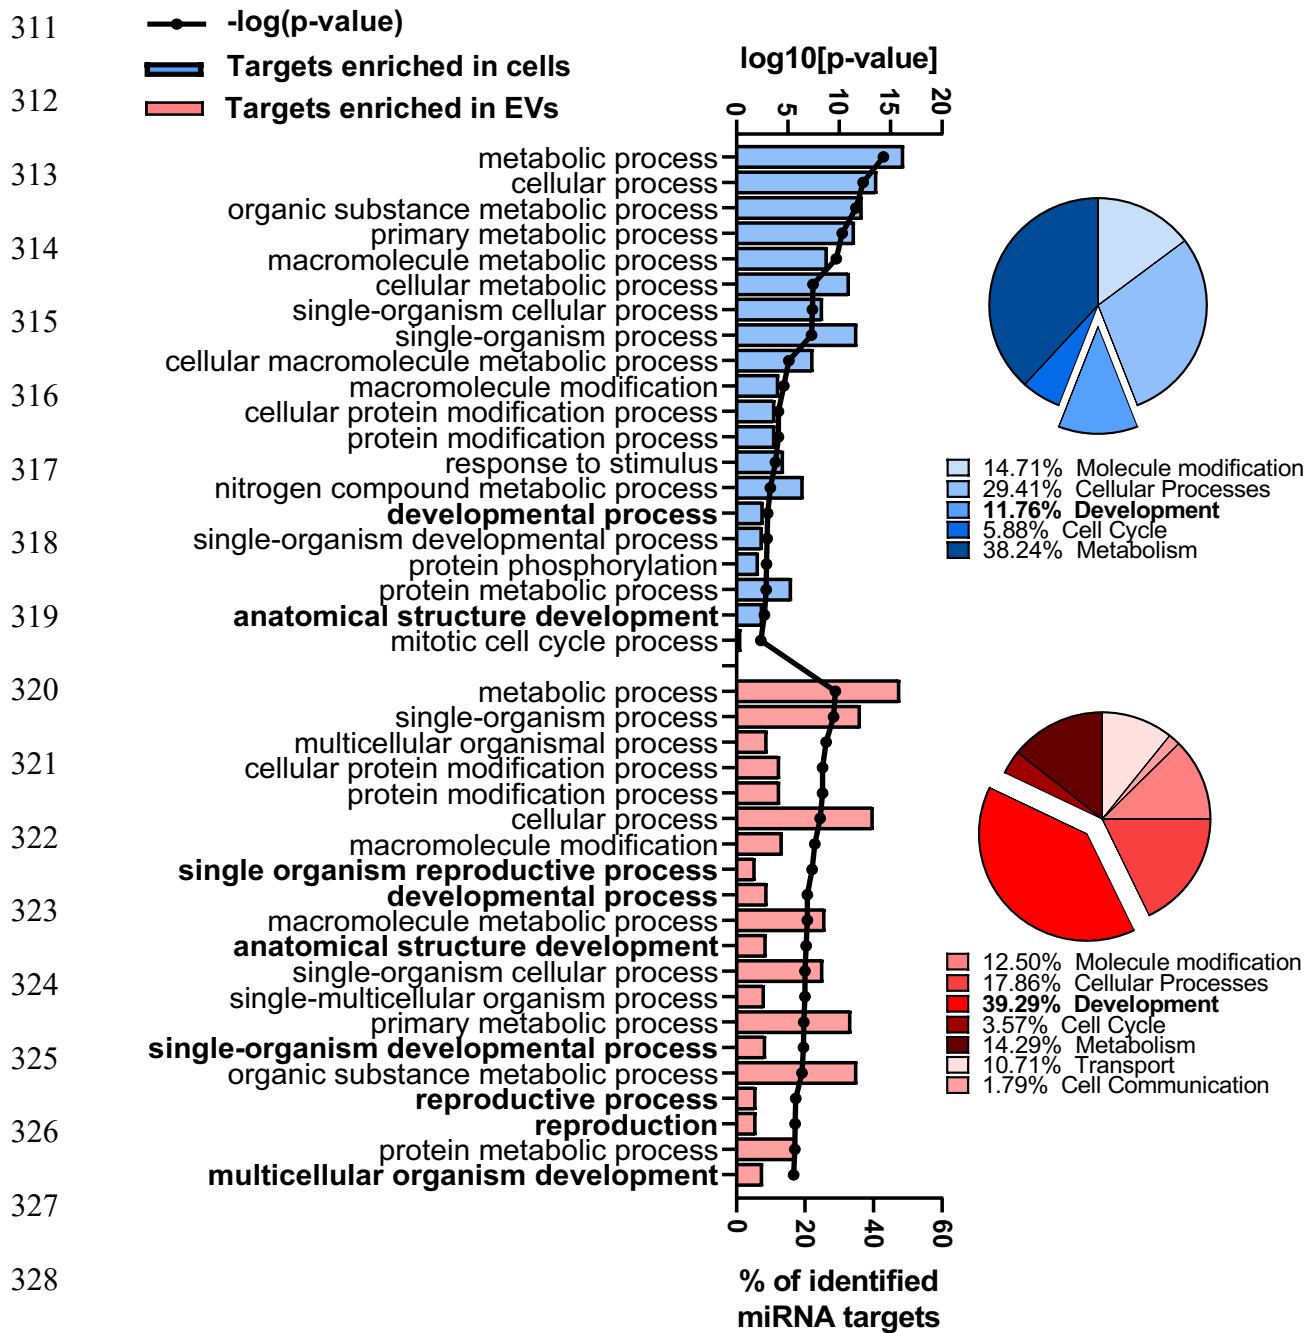 311
-log(p-value)
Targets enriched in cells
312
Targets enriched in EVs
log10[p-value]
0 5 10 15 20
metabolic process
313
cellular process
organic substance metabolic process
primary metabolic process
314
macromolecule metabolic process
cellular metabolic process
single-organism cellular process
315
single-organism process
cellular macromolecule metabolic process
macromolecule modification
316
cellular protein modification process
protein modification process
317
response to stimulus
nitrogen compound metabolic process
developmental process
318
single-organism developmental process
protein phosphorylation
protein metabolic process
319
anatomical structure development
mitotic cell cycle process
14.71% Molecule modification
29.41% Cellular Processes
11.76% Development
5.88% Cell Cycle
38.24% Metabolism
320
metabolic process
single-organism process
multicellular organismal process
321
cellular protein modification process
protein modification process
322
cellular process
macromolecule modification
single organism reproductive process
developmental process
323
macromolecule metabolic process
anatomical structure development
single-organism cellular process
324
single-multicellular organism process
primary metabolic process
single-organism developmental process
325
organic substance metabolic process
reproductive process
reproduction
326
protein metabolic process
multicellular organism development
12.50% Molecule modification
17.86% Cellular Processes
39.29% Development
3.57% Cell Cycle
14.29% Metabolism
10.71% Transport
1.79% Cell Communication
327
0 20 40 60
328
% of identified
miRNA targets